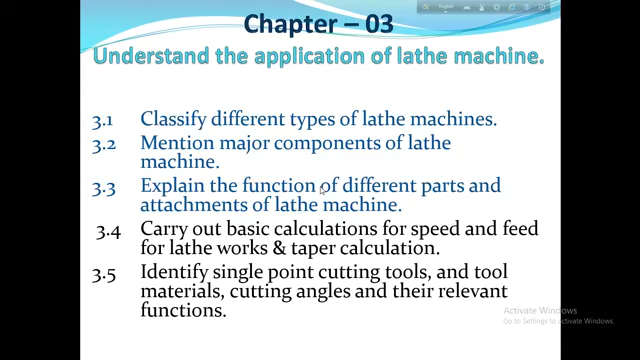 English
Chapter – 03
Understand the application of lathe machine.
3.1 Classify different types of lathe machines.
3.2 Mention major components of lathe
machine.
3.3 Explain the function of different parts and
attachments of lathe machine.
3.4 Carry out basic calculations for speed and feed
for lathe works & taper calculation.
3.5 Identify single point cutting tools, and tool
materials, cutting angles and their relevant
functions.
Activate Windows
Go to Settings to activate Windows.